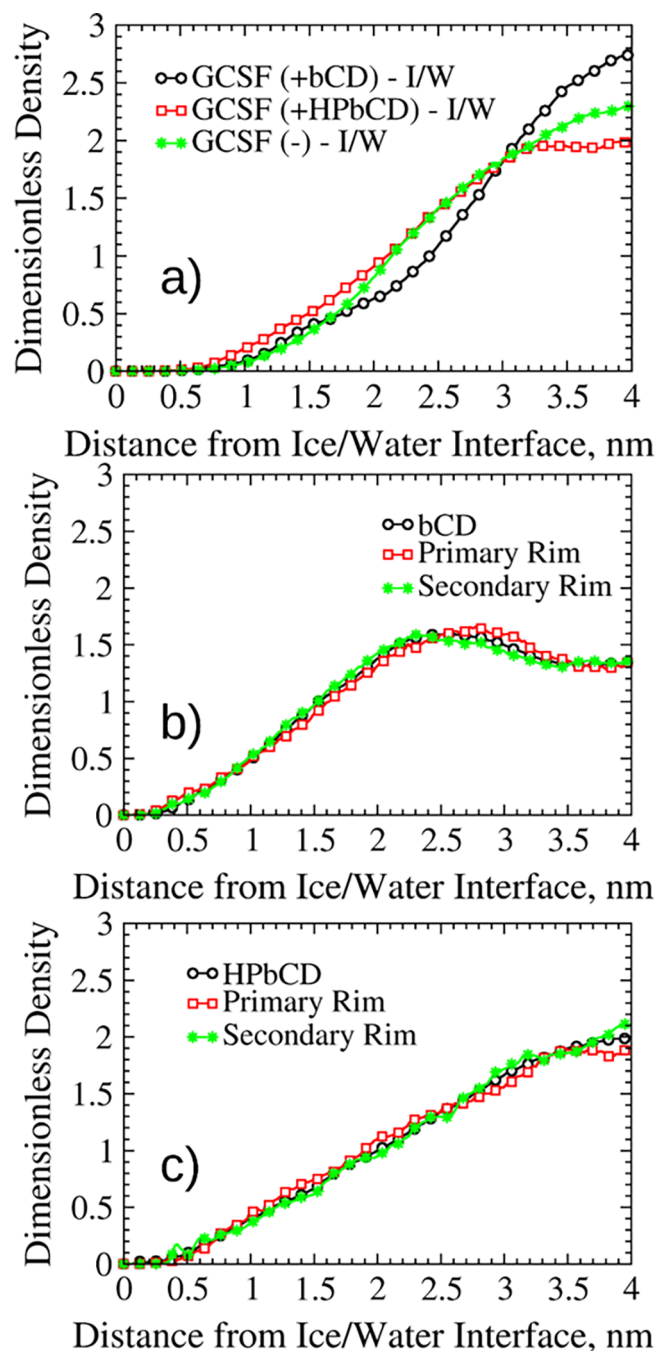 3
2.5
2
1.5
1
0.5
0
Dimensionless Density
GCSF (+bCD) - I/W
GCSF (+HPbCD) - I/W
GCSF (-) - I/W
a)
0 0.5 1 1.5 2 2.5 3 3.5 4
Distance from Ice/Water Interface, nm
3
2.5
2
1.5
1
0.5
0
Dimensionless Density
bCD
Primary Rim
Secondary Rim
b)
0 0.5 1 1.5 2 2.5 3 3.5 4
Distance from Ice/Water Interface, nm
3
2.5
2
1.5
1
0.5
0
Dimensionless Density
HPbCD
Primary Rim
Secondary Rim
c)
0 0.5 1 1.5 2 2.5 3 3.5 4
Distance from Ice/Water Interface, nm